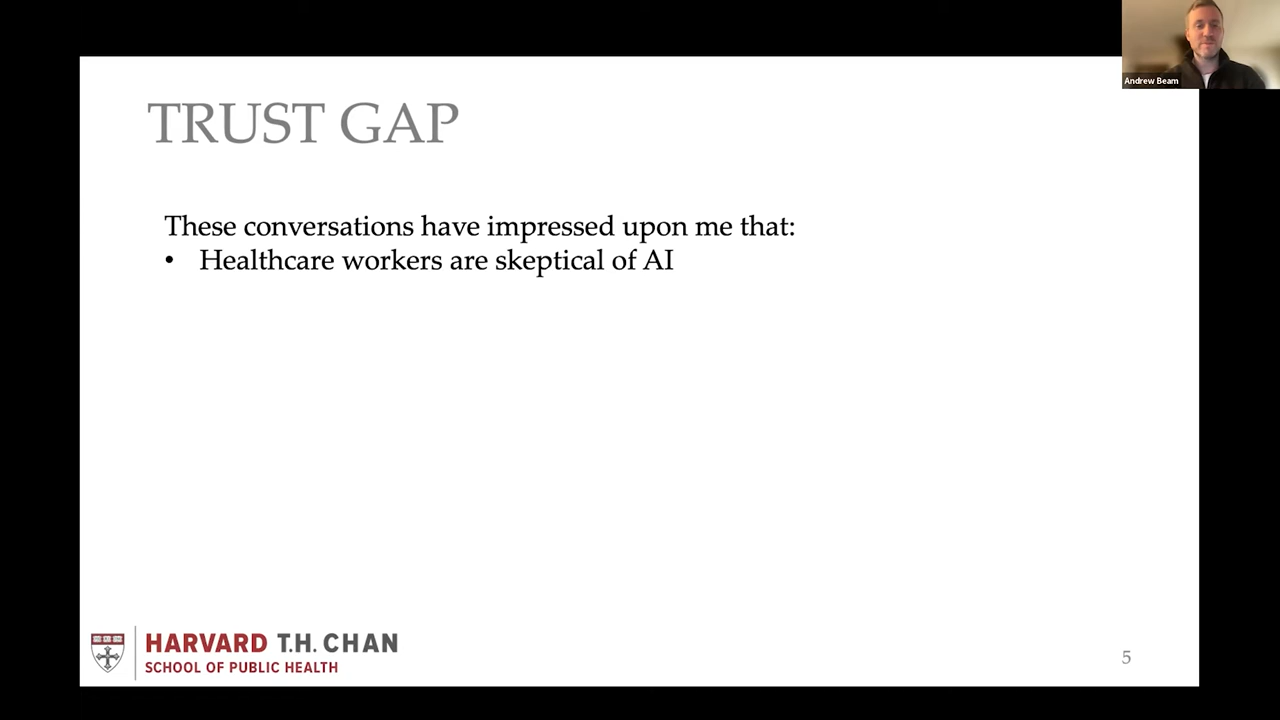 Andrew Beam
TRUST GAP
These conversations have impressed upon me that:
• Healthcare workers are skeptical of AI
HARVARD T.H. CHAN
SCHOOL OF PUBLIC HEALTH
5